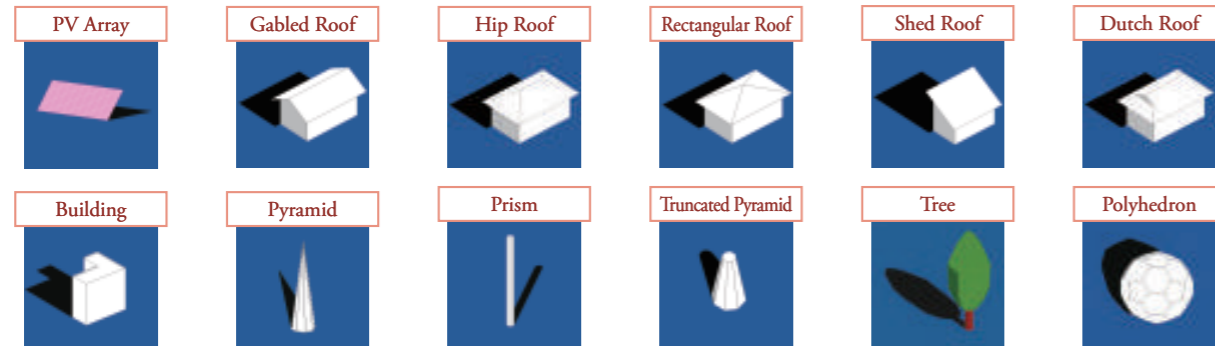 PV Array
Gabled Roof
Hip Roof
Rectangular Roof
Shed Roof
Dutch Roof
Building
Pyramid
Prism
Truncated Pyramid
Tree
Polyhedron